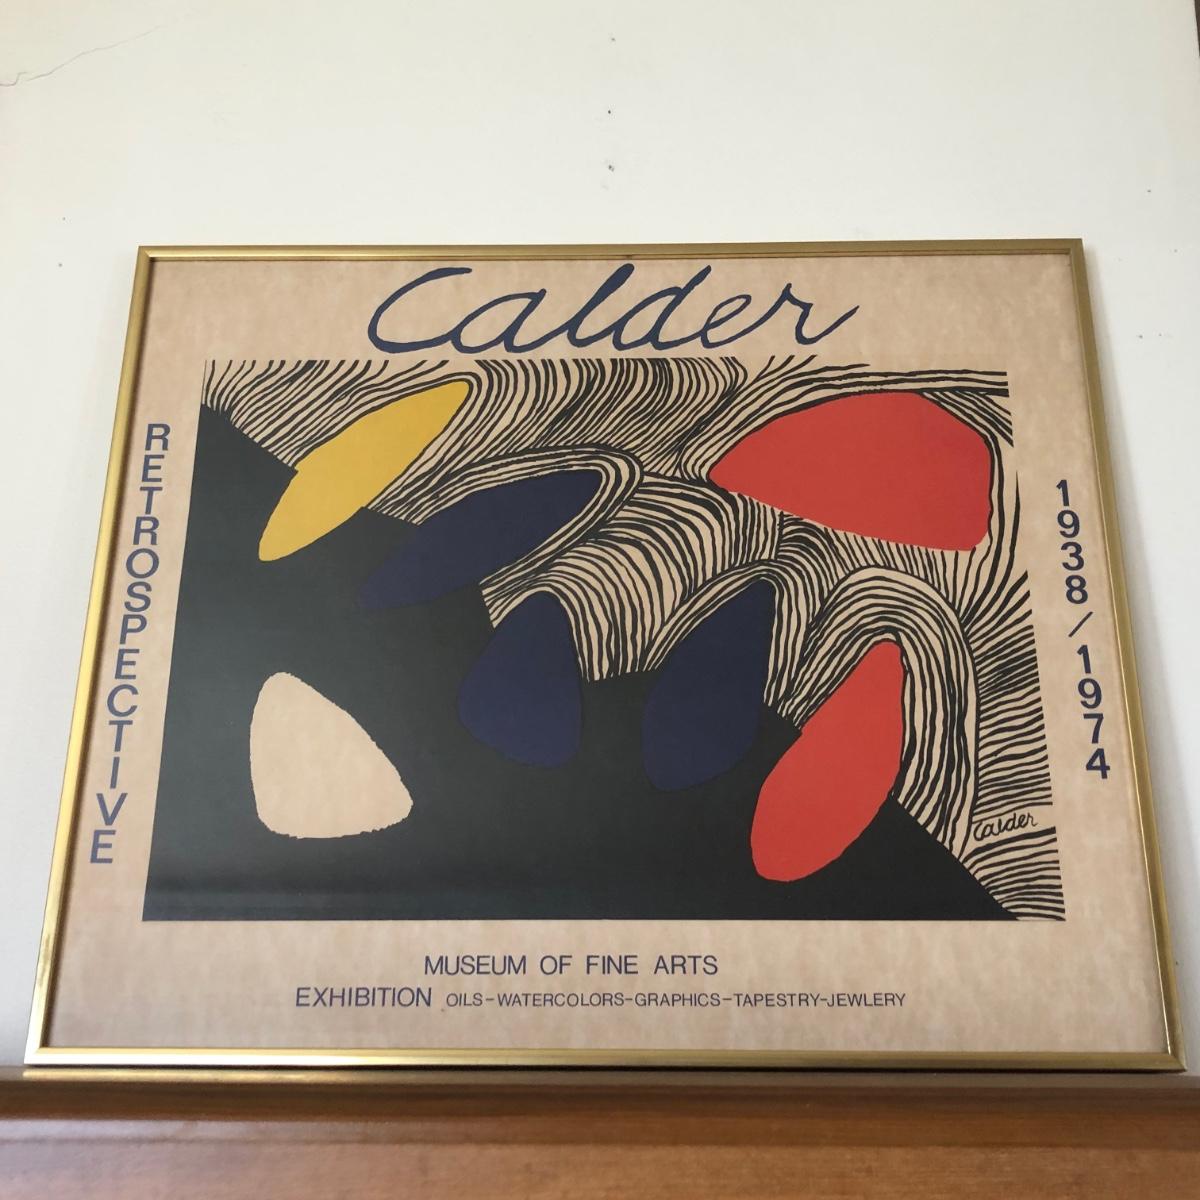 Calder
RETROSPECTIVE
1938/1974
Calder
MUSEUM OF FINE ARTS
EXHIBITION OILS-WATERCOLORS-GRAPHICS-TAPESTRY-JEWLERY